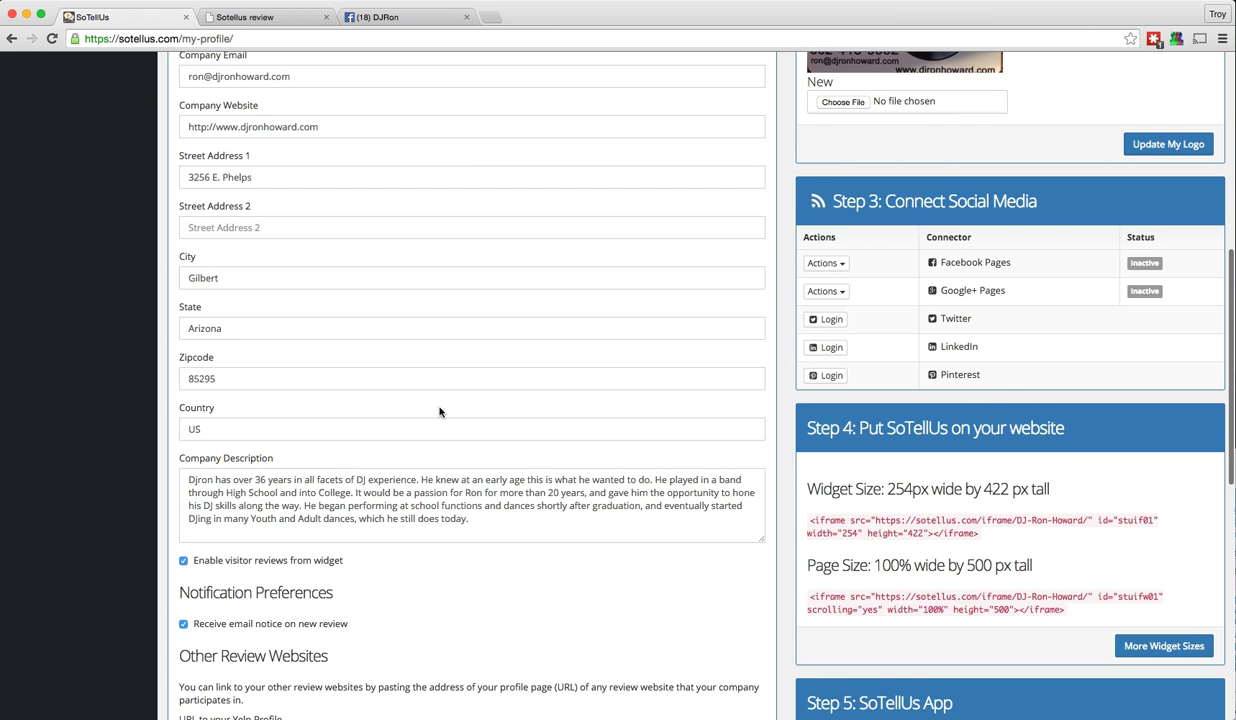 SoTellUs
Sotellus review
(18) DJRon
Troy
https://sotellus.com/my-profile/
Company Email
ron@djronhoward.com
Company Website
http://www.djronhoward.com
Street Address 1
3256 E. Phelps
Street Address 2
Street Address 2
City
Gilbert
State
Arizona
Zipcode
85295
Country
US
Company Description
Djron has over 36 years in all facets of DJ experience. He knew at an early age this is what he wanted to do. He played in a band
through High School and into College. It would be a passion for Ron for more than 20 years, and gave him the opportunity to hone
his DJ skills along the way. He began performing at school functions and dances shortly after graduation, and eventually started
DJing in many Youth and Adult dances, which he still does today.
Enable visitor reviews from widget
Notification Preferences
Receive email notice on new review
Other Review Websites
You can link to your other review websites by pasting the address of your profile page (URL) of any review website that your company
participates in.
URL to your Yelp Profile
ron@djronhoward.com
www.djronhoward.com
New
Choose File No file chosen
Update My Logo
Step 3: Connect Social Media
Actions Connector Status
Actions Facebook Pages Inactive
Actions Google+ Pages Inactive
Login Twitter
Login LinkedIn
Login Pinterest
Step 4: Put SoTellUs on your website
Widget Size: 254px wide by 422 px tall
<iframe src="https://sotellus.com/iframe/DJ-Ron-Howard/" id="stuif01"
width="254" height="422"></iframe>
Page Size: 100% wide by 500 px tall
<iframe src="https://sotellus.com/iframe/DJ-Ron-Howard/" id="stuifw01"
scrolling="yes" width="100%" height="500"></iframe>
More Widget Sizes
Step 5: SoTellUs App